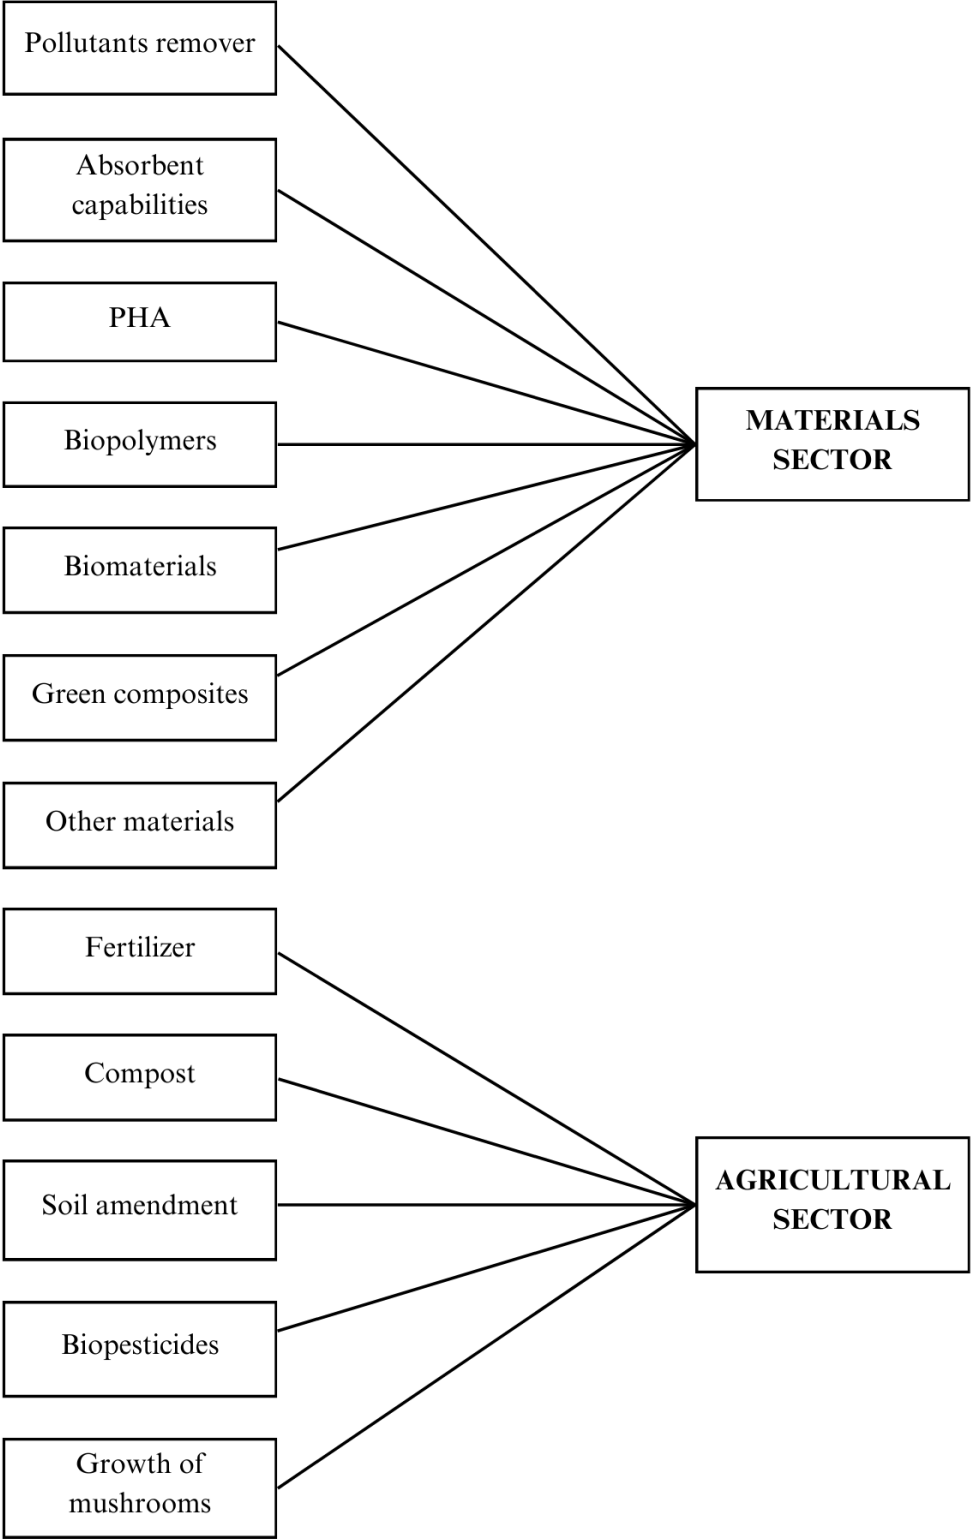 Pollutants remover
Absorbent
capabilities
PHA
Biopolymers
MATERIALS
SECTOR
Biomaterials
Green composites
Other materials
Fertilizer
Compost
Soil amendment
AGRICULTURAL
SECTOR
Biopesticides
Growth of
mushrooms